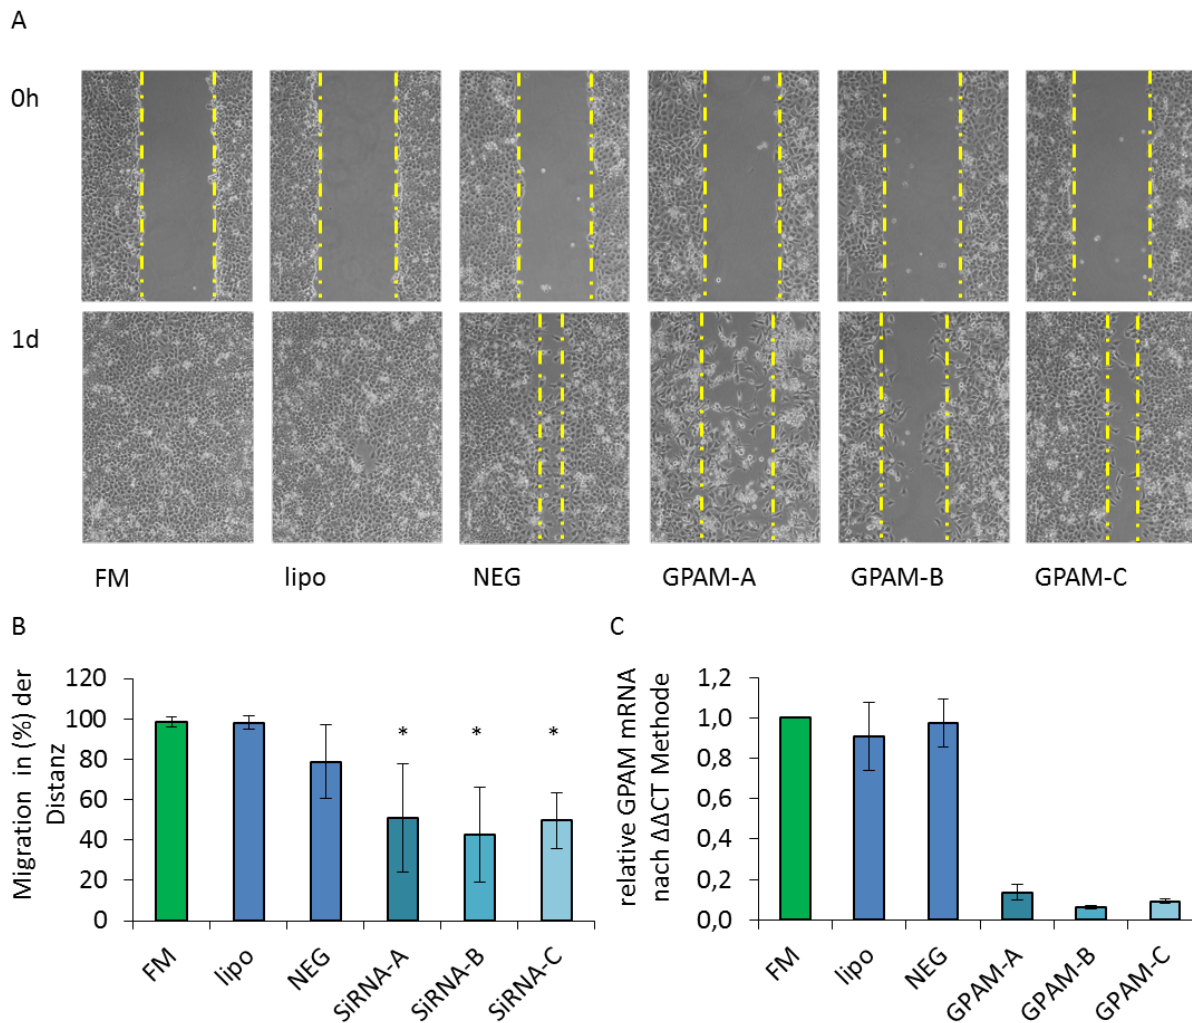 A
0h
1d
FM lipo NEG GPAM-A GPAM-B GPAM-C
B
Migration in (%) der
Distanz
120
100
80
60
40
20
0
* * *
FM lipo NEG SiRNA-A SiRNA-B SiRNA-C
C
relative GPAM mRNA
nach ΔΔCT Methode
1,2
1,0
0,8
0,6
0,4
0,2
0,0
FM lipo NEG GPAM-A GPAM-B GPAM-C